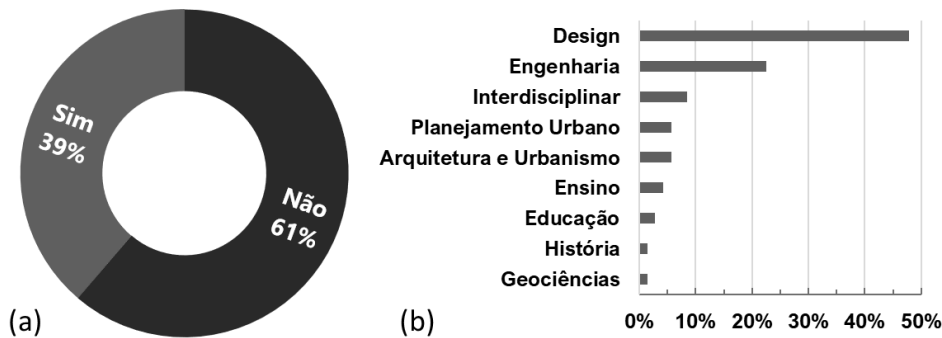 Sim
39%
Não
61%
(a)
Design
Engenharia
Interdisciplinar
Planejamento Urbano
Arquitetura e Urbanismo
Ensino
Educação
História
Geociências
0% 10% 20% 30% 40% 50%
(b)